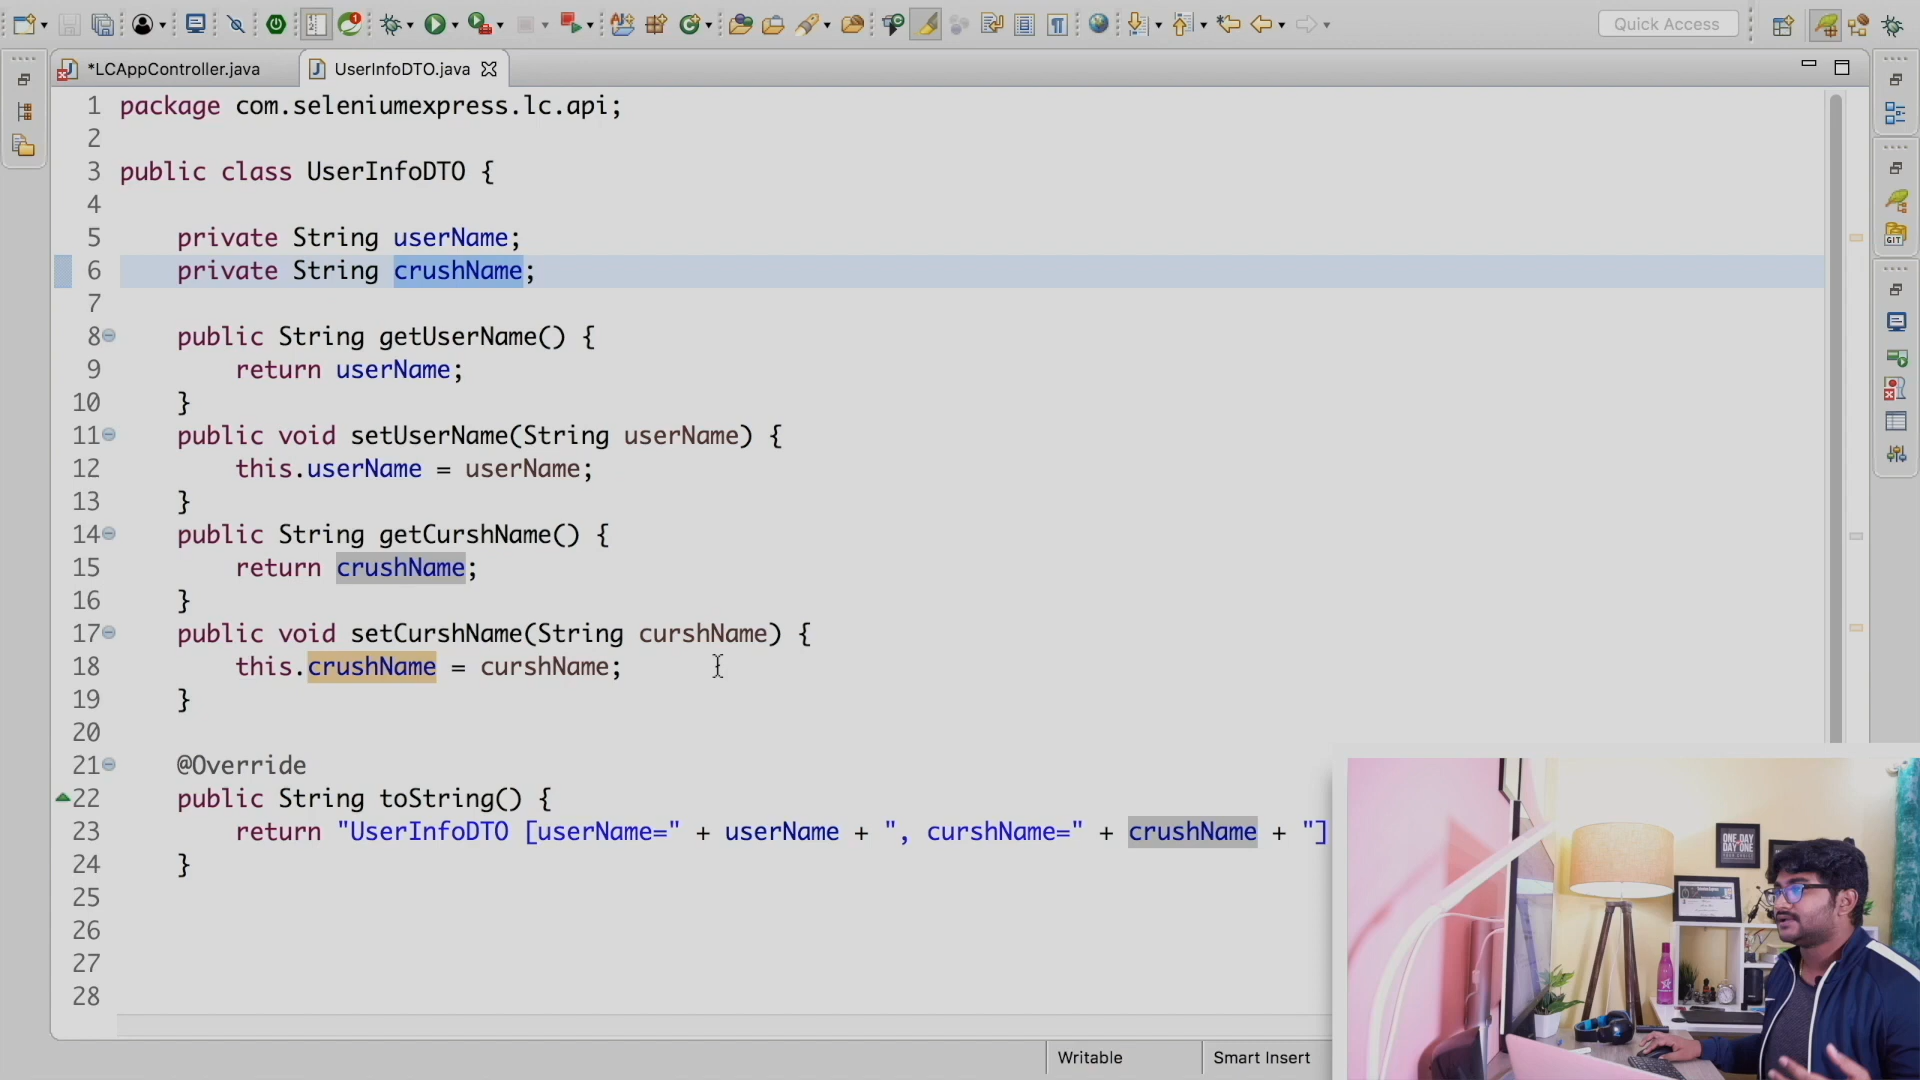 Quick Access
*LCAppController.java
UserInfoDTO.java
1 package com.seleniumexpress.lc.api;
2
3 public class UserInfoDTO {
4
5 private String userName;
6 private String crushName;
7
8 public String getUserName() {
9 return userName;
10 }
11 public void setUserName(String userName) {
12 this.userName = userName;
13 }
14 public String getCurshName() {
15 return crushName;
16 }
17 public void setCurshName(String curshName) {
18 this.crushName = curshName;
19 }
20
21 @Override
22 public String toString() {
23 return "UserInfoDTO [userName=" + userName + ", curshName=" + crushName + "]
24 }
25
26
27
28
ONE DAY
DAY ONE
Writable
Smart Insert